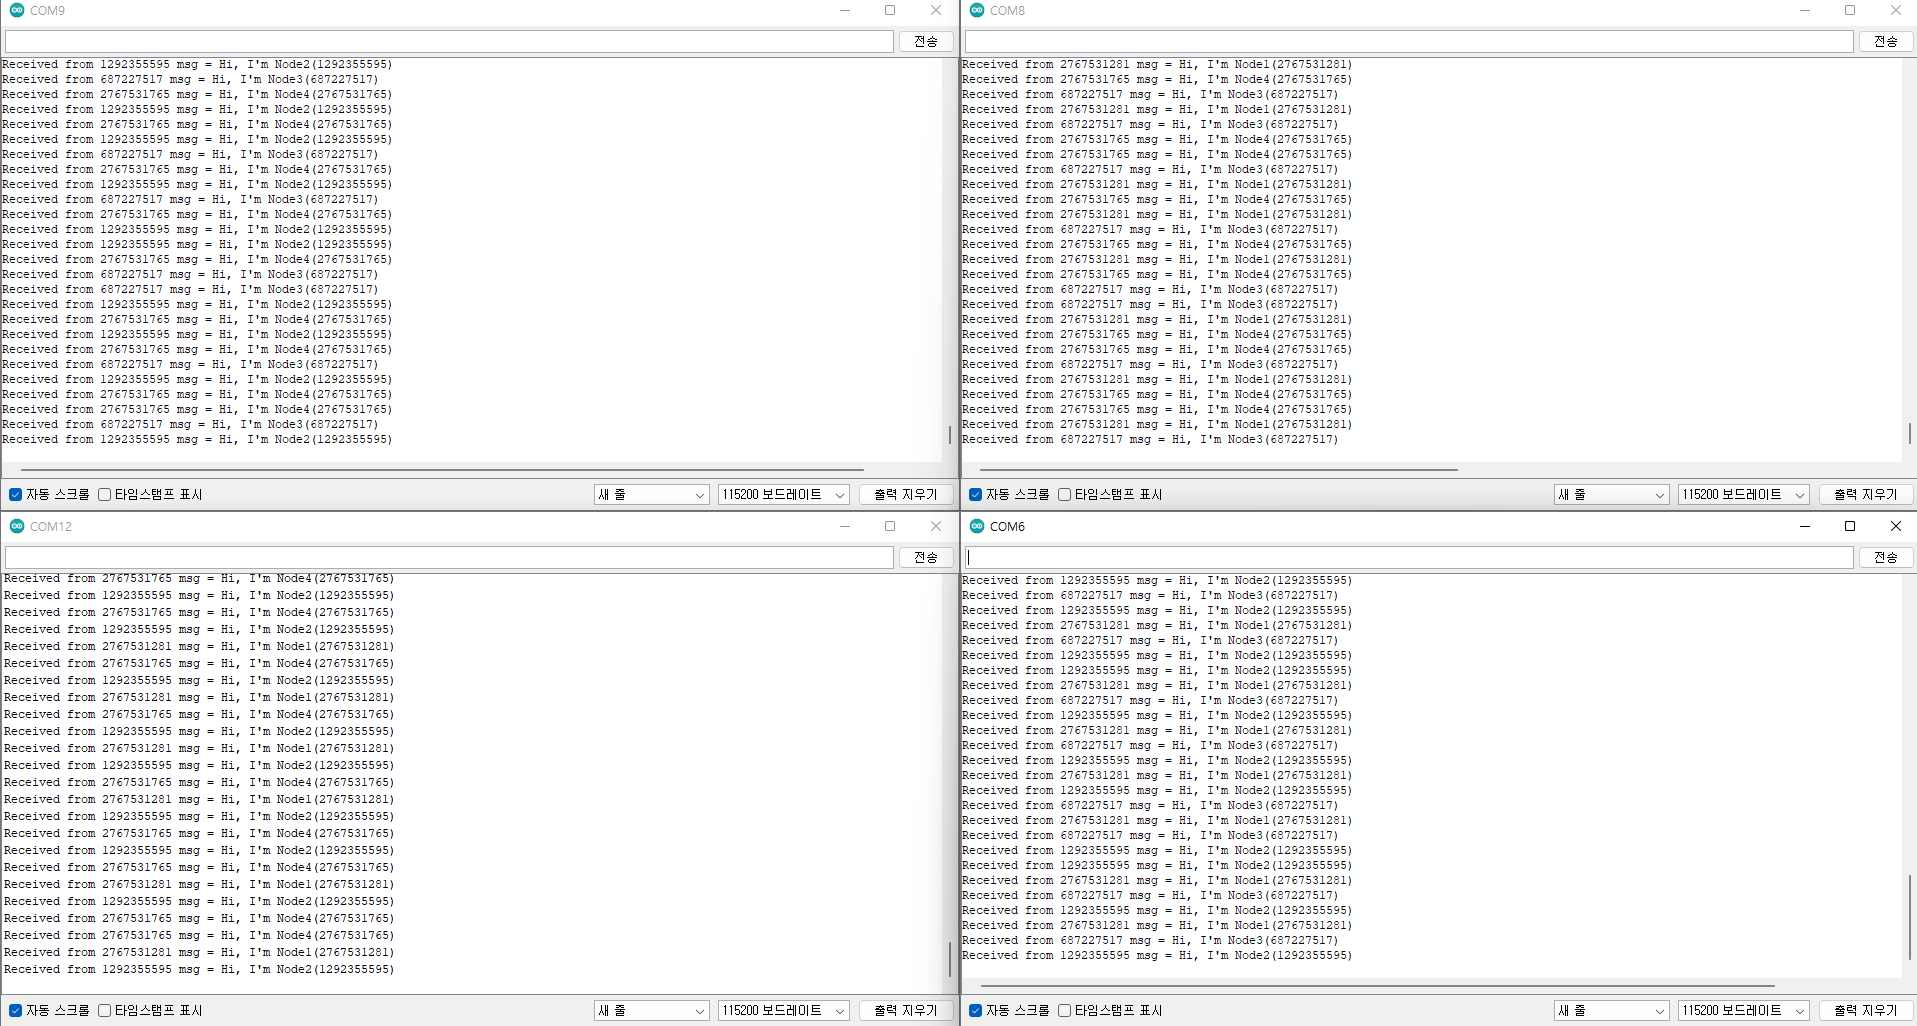 COM9
전송
Received from 1292355595 msg = Hi, I'm Node2(1292355595)
Received from 687227517 msg = Hi, I'm Node3(687227517)
Received from 2767531765 msg = Hi, I'm Node4(2767531765)
Received from 1292355595 msg = Hi, I'm Node2(1292355595)
Received from 2767531765 msg = Hi, I'm Node4(2767531765)
Received from 1292355595 msg = Hi, I'm Node2(1292355595)
Received from 687227517 msg = Hi, I'm Node3(687227517)
Received from 2767531765 msg = Hi, I'm Node4(2767531765)
Received from 1292355595 msg = Hi, I'm Node2(1292355595)
Received from 687227517 msg = Hi, I'm Node3(687227517)
Received from 2767531765 msg = Hi, I'm Node4(2767531765)
Received from 1292355595 msg = Hi, I'm Node2(1292355595)
Received from 1292355595 msg = Hi, I'm Node2(1292355595)
Received from 2767531765 msg = Hi, I'm Node4(2767531765)
Received from 687227517 msg = Hi, I'm Node3(687227517)
Received from 687227517 msg = Hi, I'm Node3(687227517)
Received from 1292355595 msg = Hi, I'm Node2(1292355595)
Received from 2767531765 msg = Hi, I'm Node4(2767531765)
Received from 1292355595 msg = Hi, I'm Node2(1292355595)
Received from 2767531765 msg = Hi, I'm Node4(2767531765)
Received from 687227517 msg = Hi, I'm Node3(687227517)
Received from 1292355595 msg = Hi, I'm Node2(1292355595)
Received from 2767531765 msg = Hi, I'm Node4(2767531765)
Received from 2767531765 msg = Hi, I'm Node4(2767531765)
Received from 687227517 msg = Hi, I'm Node3(687227517)
Received from 1292355595 msg = Hi, I'm Node2(1292355595)
자동 스크롤 타임스탬프 표시 새 줄 115200 보드레이트 출력 지우기
COM8
전송
Received from 2767531281 msg = Hi, I'm Node1(2767531281)
Received from 2767531765 msg = Hi, I'm Node4(2767531765)
Received from 687227517 msg = Hi, I'm Node3(687227517)
Received from 2767531281 msg = Hi, I'm Node1(2767531281)
Received from 687227517 msg = Hi, I'm Node3(687227517)
Received from 2767531765 msg = Hi, I'm Node4(2767531765)
Received from 2767531765 msg = Hi, I'm Node4(2767531765)
Received from 687227517 msg = Hi, I'm Node3(687227517)
Received from 2767531281 msg = Hi, I'm Node1(2767531281)
Received from 2767531765 msg = Hi, I'm Node4(2767531765)
Received from 2767531281 msg = Hi, I'm Node1(2767531281)
Received from 687227517 msg = Hi, I'm Node3(687227517)
Received from 2767531765 msg = Hi, I'm Node4(2767531765)
Received from 2767531281 msg = Hi, I'm Node1(2767531281)
Received from 2767531765 msg = Hi, I'm Node4(2767531765)
Received from 687227517 msg = Hi, I'm Node3(687227517)
Received from 687227517 msg = Hi, I'm Node3(687227517)
Received from 2767531281 msg = Hi, I'm Node1(2767531281)
Received from 2767531765 msg = Hi, I'm Node4(2767531765)
Received from 2767531765 msg = Hi, I'm Node4(2767531765)
Received from 687227517 msg = Hi, I'm Node3(687227517)
Received from 2767531281 msg = Hi, I'm Node1(2767531281)
Received from 2767531765 msg = Hi, I'm Node4(2767531765)
Received from 2767531765 msg = Hi, I'm Node4(2767531765)
Received from 2767531281 msg = Hi, I'm Node1(2767531281)
Received from 687227517 msg = Hi, I'm Node3(687227517)
자동 스크롤 타임스탬프 표시 새 줄 115200 보드레이트 출력 지우기
COM12
전송
Received from 2767531765 msg = Hi, I'm Node4(2767531765)
Received from 1292355595 msg = Hi, I'm Node2(1292355595)
Received from 2767531765 msg = Hi, I'm Node4(2767531765)
Received from 1292355595 msg = Hi, I'm Node2(1292355595)
Received from 2767531281 msg = Hi, I'm Node1(2767531281)
Received from 2767531765 msg = Hi, I'm Node4(2767531765)
Received from 1292355595 msg = Hi, I'm Node2(1292355595)
Received from 2767531281 msg = Hi, I'm Node1(2767531281)
Received from 2767531765 msg = Hi, I'm Node4(2767531765)
Received from 1292355595 msg = Hi, I'm Node2(1292355595)
Received from 2767531281 msg = Hi, I'm Node1(2767531281)
Received from 1292355595 msg = Hi, I'm Node2(1292355595)
Received from 2767531765 msg = Hi, I'm Node4(2767531765)
Received from 2767531281 msg = Hi, I'm Node1(2767531281)
Received from 1292355595 msg = Hi, I'm Node2(1292355595)
Received from 2767531765 msg = Hi, I'm Node4(2767531765)
Received from 1292355595 msg = Hi, I'm Node2(1292355595)
Received from 2767531765 msg = Hi, I'm Node4(2767531765)
Received from 2767531281 msg = Hi, I'm Node1(2767531281)
Received from 1292355595 msg = Hi, I'm Node2(1292355595)
Received from 2767531765 msg = Hi, I'm Node4(2767531765)
Received from 2767531765 msg = Hi, I'm Node4(2767531765)
Received from 2767531281 msg = Hi, I'm Node1(2767531281)
Received from 1292355595 msg = Hi, I'm Node2(1292355595)
자동 스크롤 타임스탬프 표시 새 줄 115200 보드레이트 출력 지우기
COM6
전송
Received from 1292355595 msg = Hi, I'm Node2(1292355595)
Received from 687227517 msg = Hi, I'm Node3(687227517)
Received from 1292355595 msg = Hi, I'm Node2(1292355595)
Received from 2767531281 msg = Hi, I'm Node1(2767531281)
Received from 687227517 msg = Hi, I'm Node3(687227517)
Received from 1292355595 msg = Hi, I'm Node2(1292355595)
Received from 1292355595 msg = Hi, I'm Node2(1292355595)
Received from 2767531281 msg = Hi, I'm Node1(2767531281)
Received from 687227517 msg = Hi, I'm Node3(687227517)
Received from 1292355595 msg = Hi, I'm Node2(1292355595)
Received from 2767531281 msg = Hi, I'm Node1(2767531281)
Received from 687227517 msg = Hi, I'm Node3(687227517)
Received from 1292355595 msg = Hi, I'm Node2(1292355595)
Received from 2767531281 msg = Hi, I'm Node1(2767531281)
Received from 1292355595 msg = Hi, I'm Node2(1292355595)
Received from 687227517 msg = Hi, I'm Node3(687227517)
Received from 2767531281 msg = Hi, I'm Node1(2767531281)
Received from 687227517 msg = Hi, I'm Node3(687227517)
Received from 1292355595 msg = Hi, I'm Node2(1292355595)
Received from 1292355595 msg = Hi, I'm Node2(1292355595)
Received from 2767531281 msg = Hi, I'm Node1(2767531281)
Received from 687227517 msg = Hi, I'm Node3(687227517)
Received from 1292355595 msg = Hi, I'm Node2(1292355595)
Received from 2767531281 msg = Hi, I'm Node1(2767531281)
Received from 687227517 msg = Hi, I'm Node3(687227517)
Received from 1292355595 msg = Hi, I'm Node2(1292355595)
자동 스크롤 타임스탬프 표시 새 줄 115200 보드레이트 출력 지우기